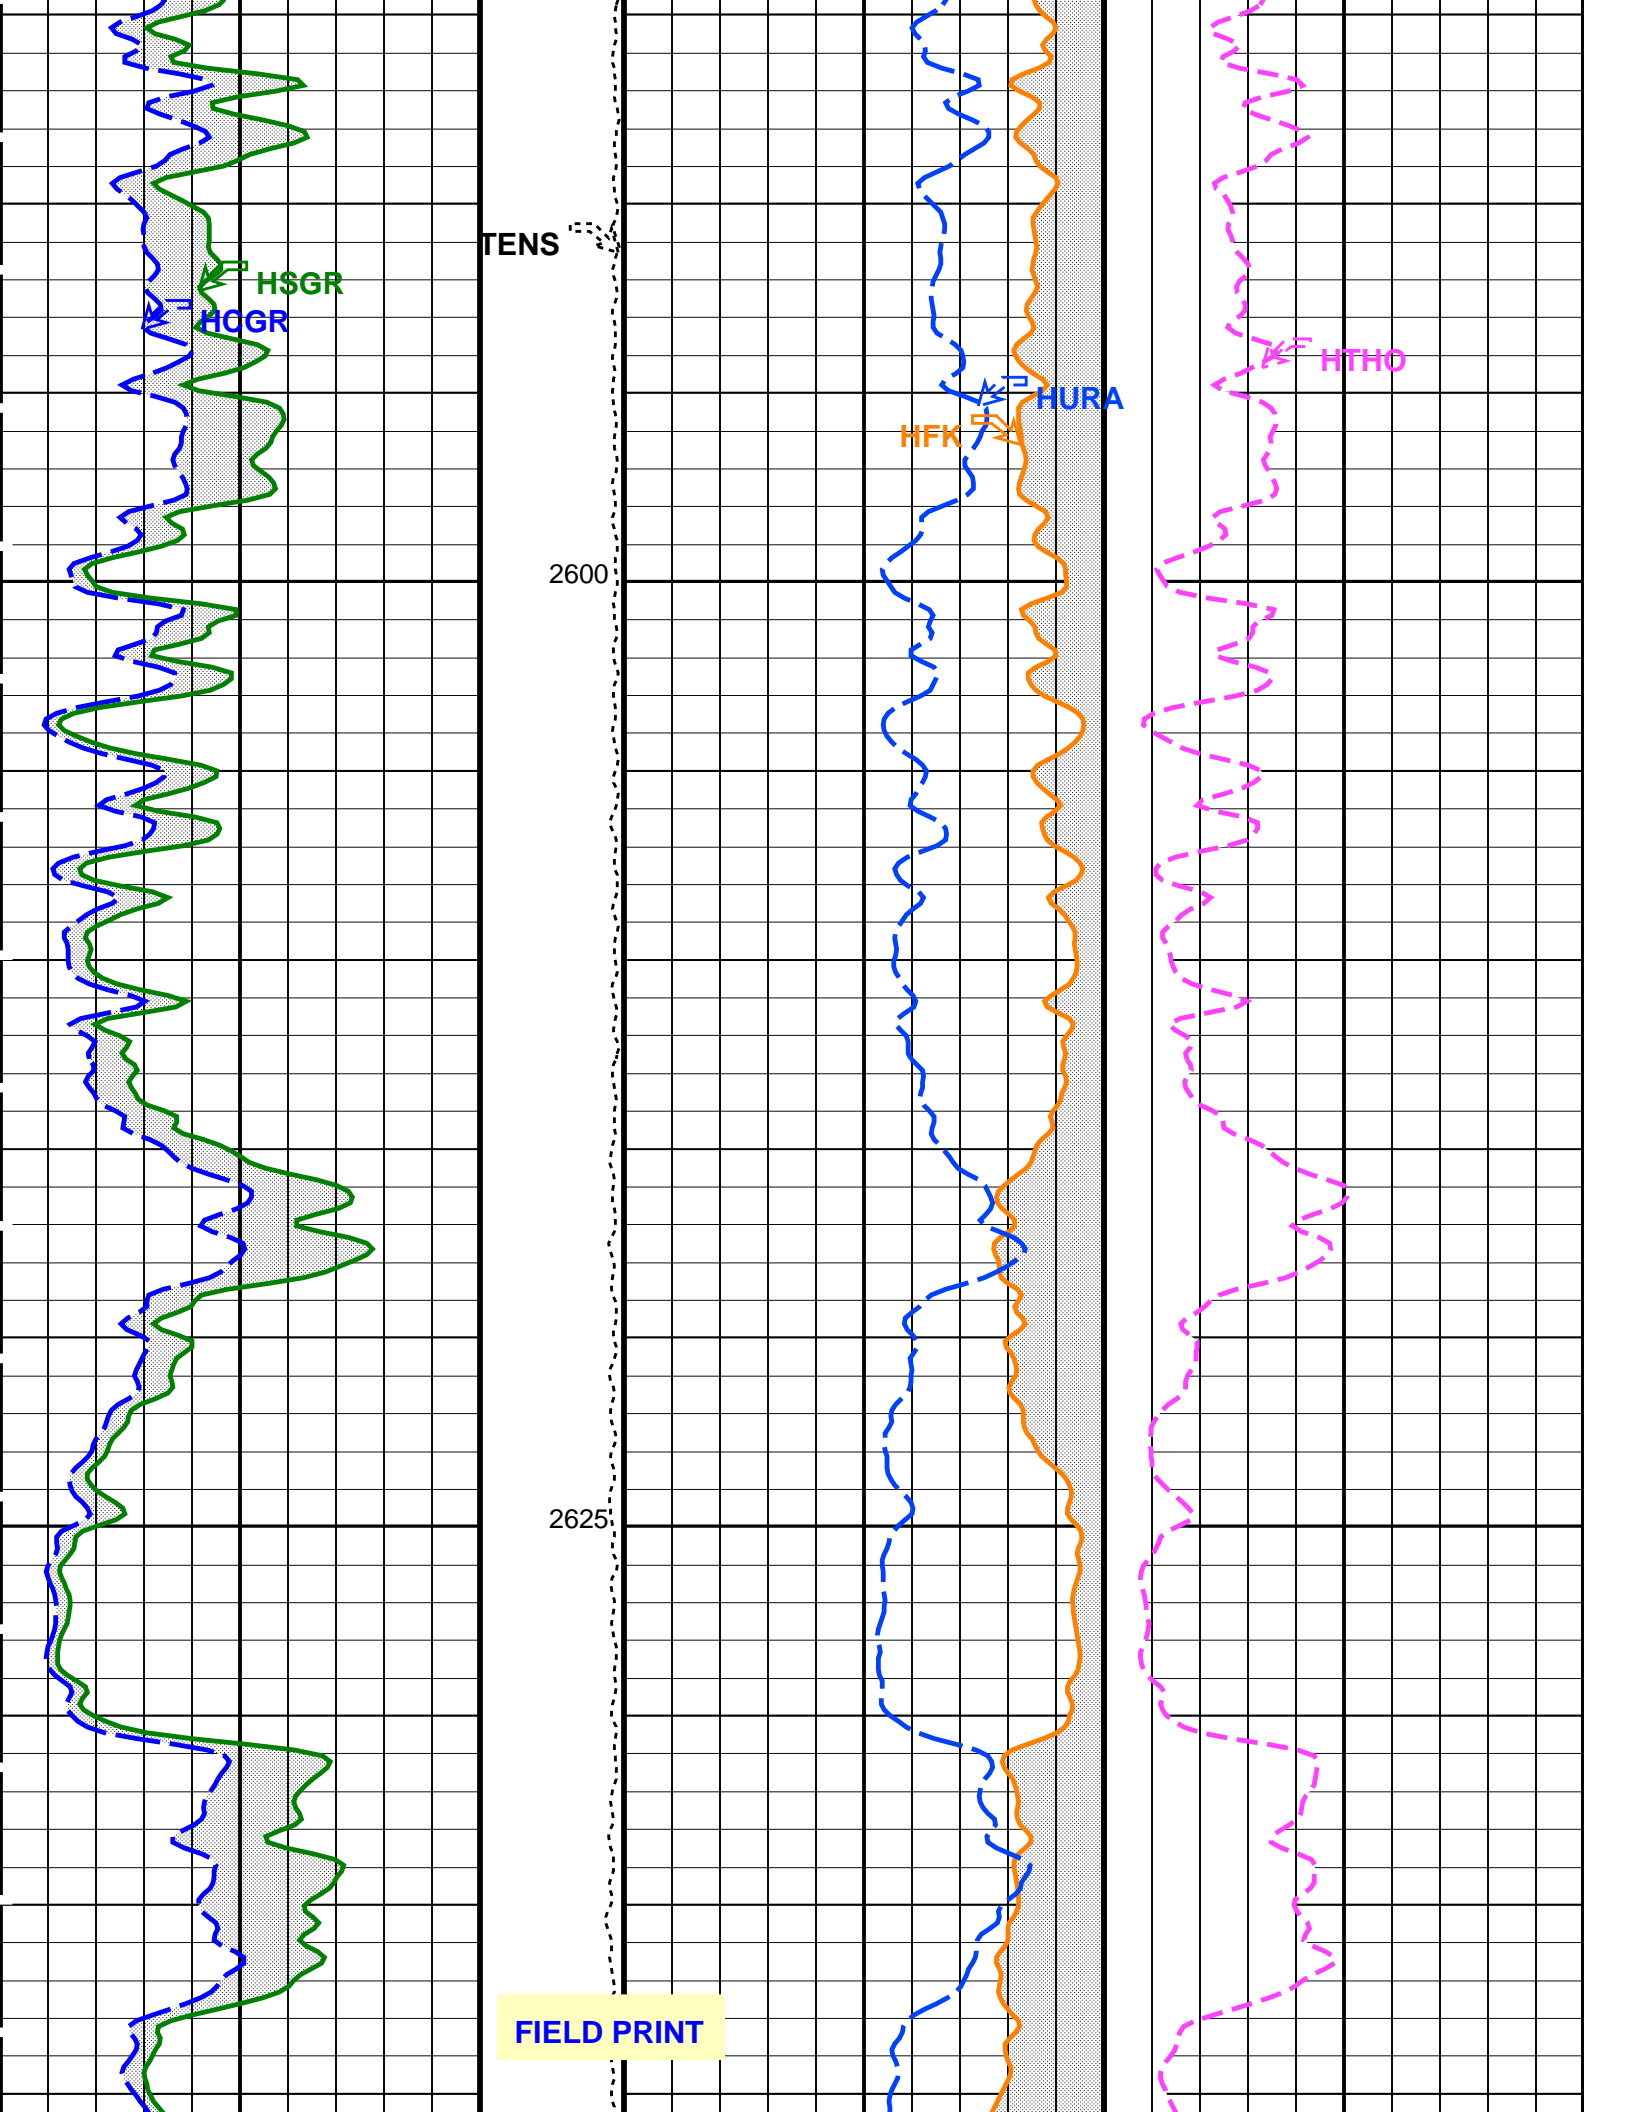 TENS
HSGR
HCGR
HTHO
HURA
HFK
2600
2625
FIELD PRINT